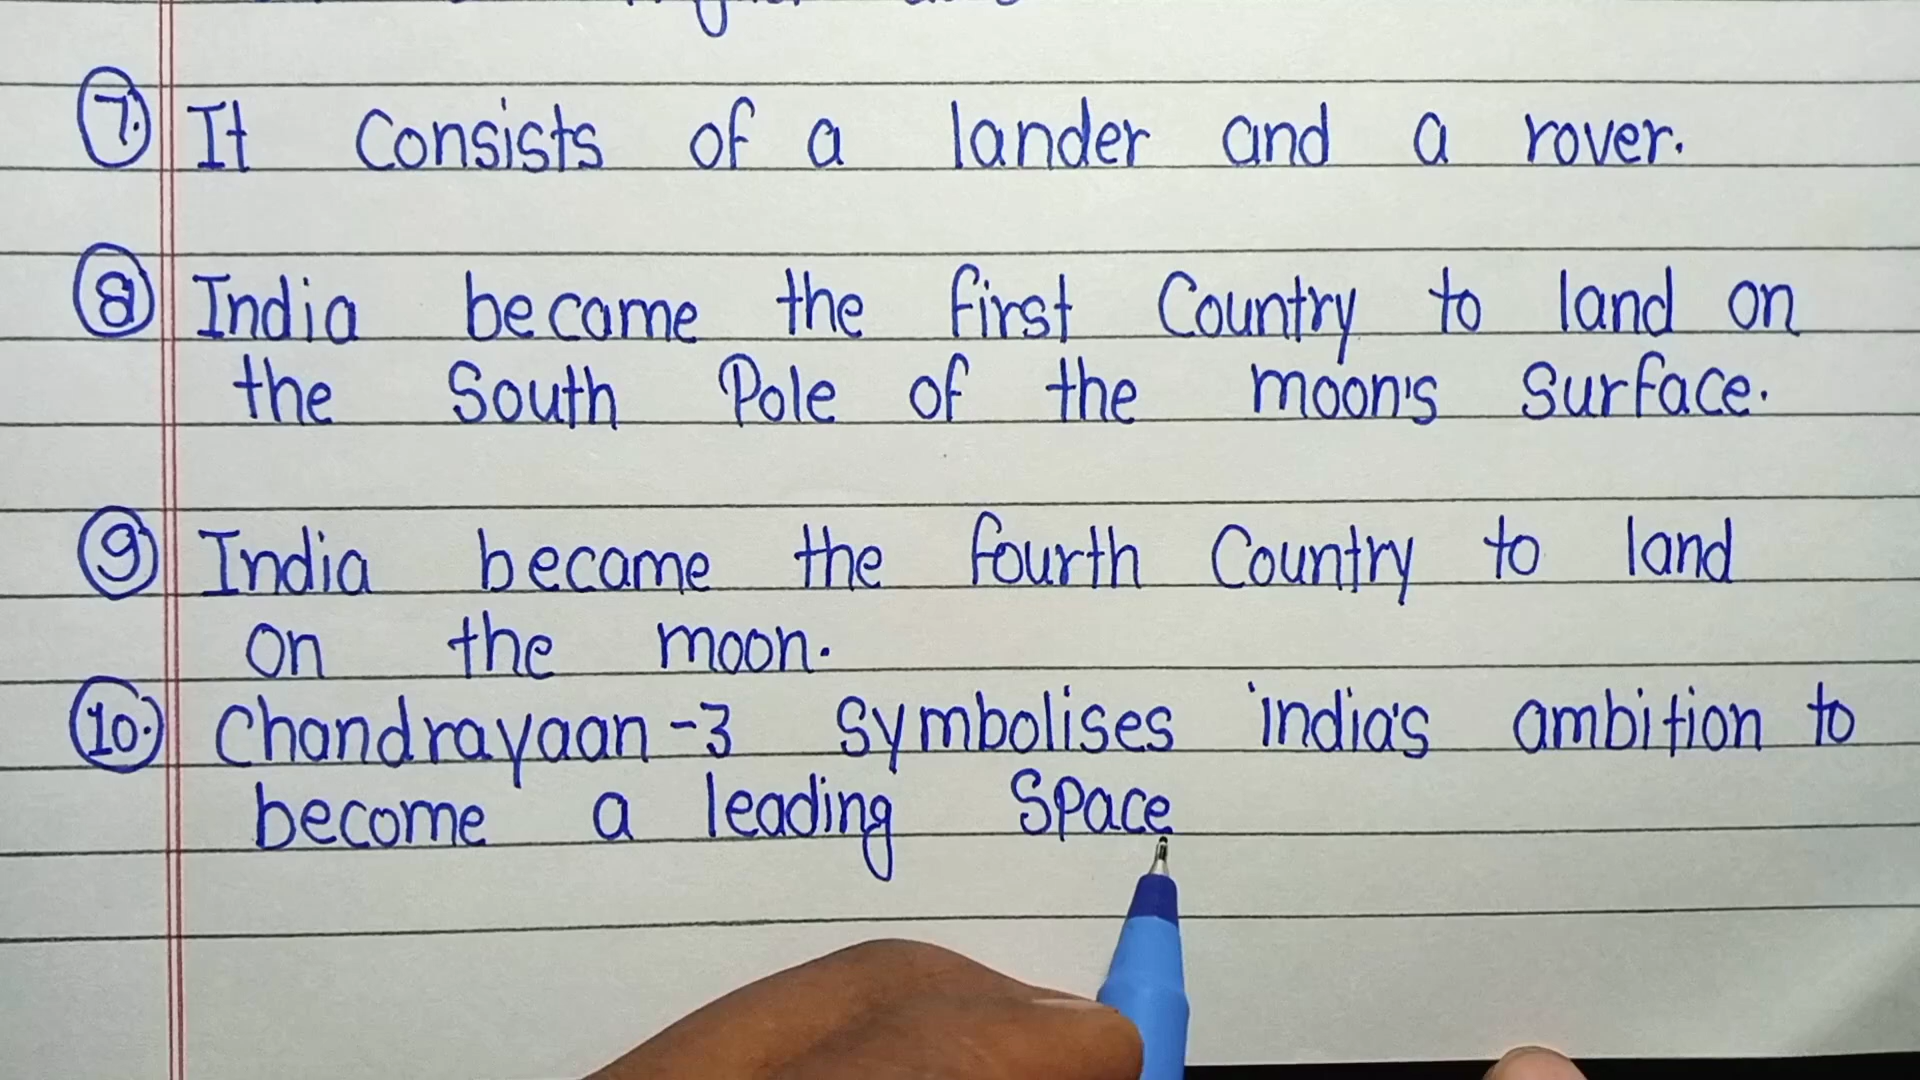 7. It Consists of a lander and a rover.
8 India became the first Country to land on
the South Pole of the moon's surface.
9 India became the fourth Country to land
on the moon.
10. Chandrayaan-3 symbolises india's ambition to
become a leading Space